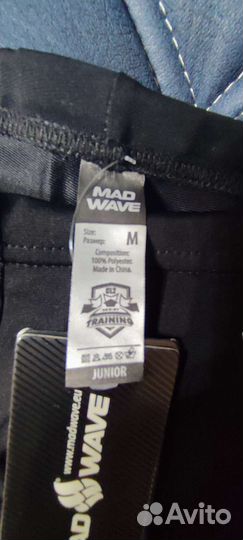 MAD
WAVE
Size:
Размер: M
Composition:
100% Polyester.
Made in China.
TRAINING
JUNIOR
www.madwave.eu
MAD
WAVE
Avito